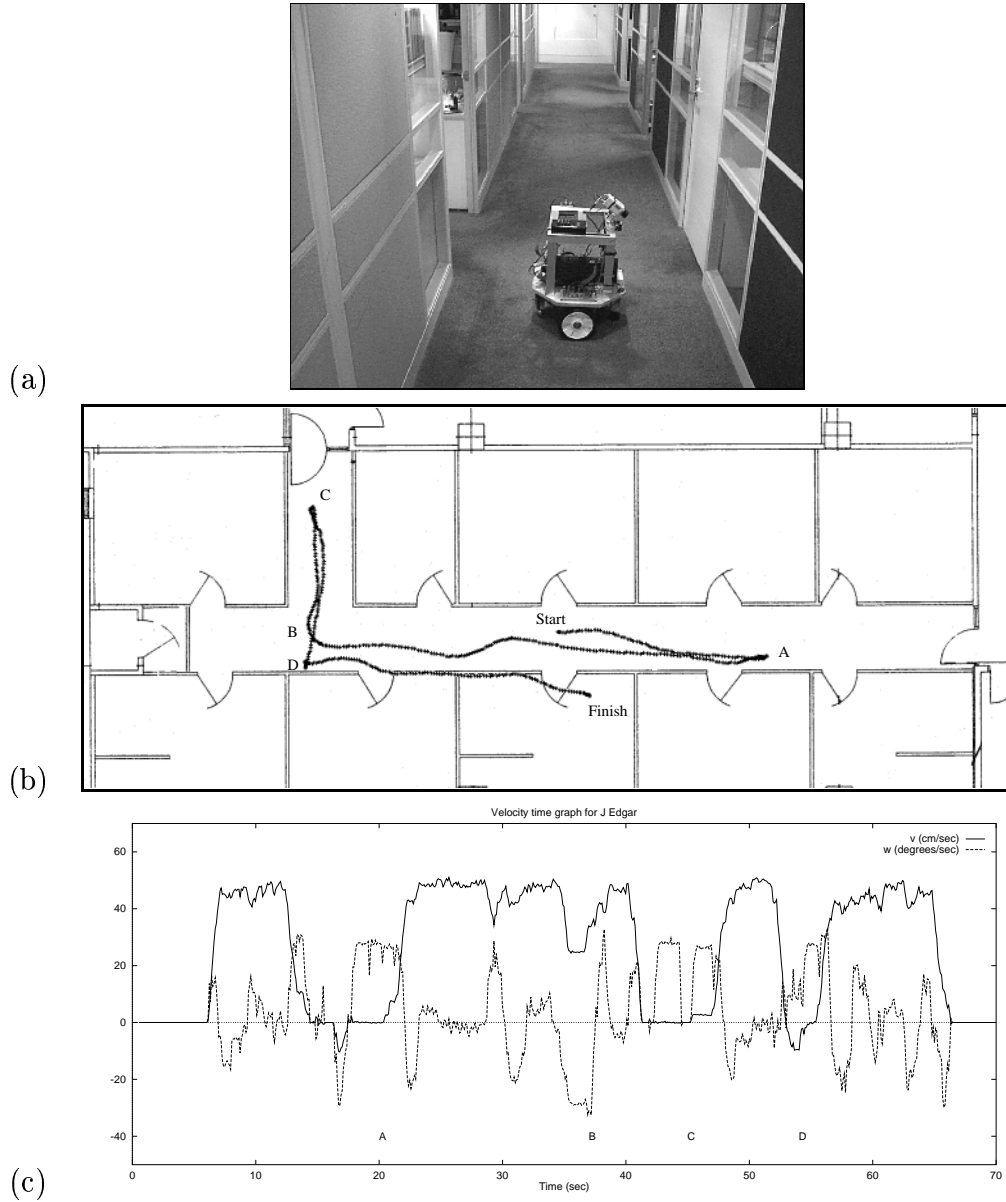 (a)
C
Start
B
A
D
Finish
(b)
Velocity time graph for J Edgar
v (cm/sec)
w (degrees/sec)
60
40
20
0
-20
-40
A B C D
0 10 20 30 40 50 60 70
Time (sec)
(c)